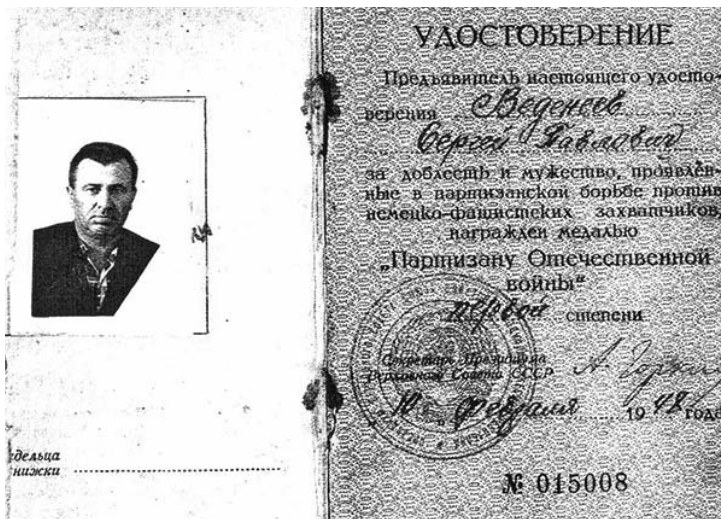 дельца
нижки
УДОСТОВЕРЕНИЕ
Предъявитель настоящего удосто-
верения Веденеев
Сергей Павлович
за доблесть и мужество, проявлен-
ные в партизанской борьбе против
немецко-фашистских захватчиков
награжден медалью
„Партизану Отечественной
войны“
первой степени
Секретарь Президиума
Верховного Совета СССР А. Горкин
10 февраля 1948 года
№ 015008